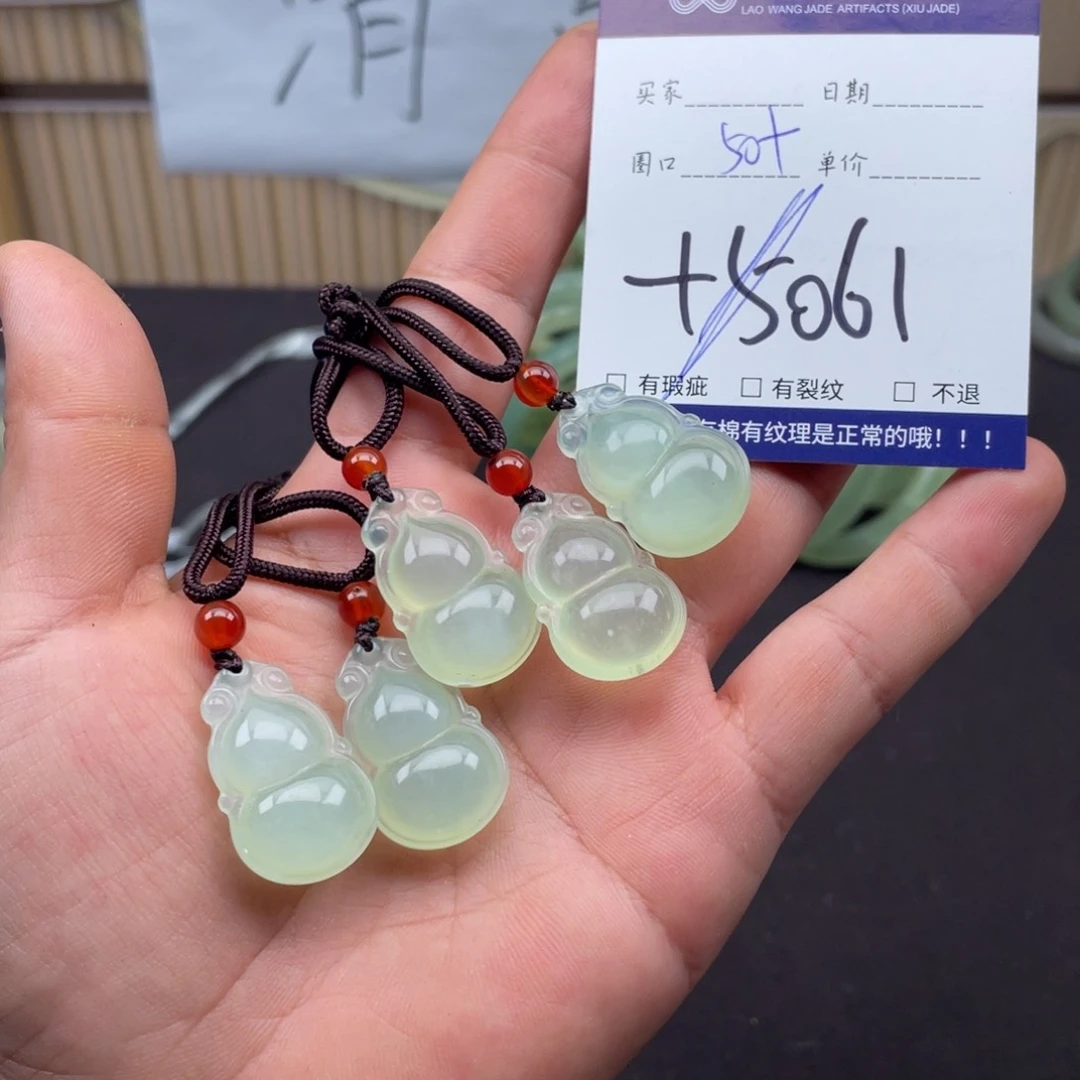 LAO WANG JADE ARTIFACTS (XIU JADE)
买家 日期
圈口 50+ 单价
+5061
有瑕疵 有裂纹 不退
棉有纹理是正常的哦！！！